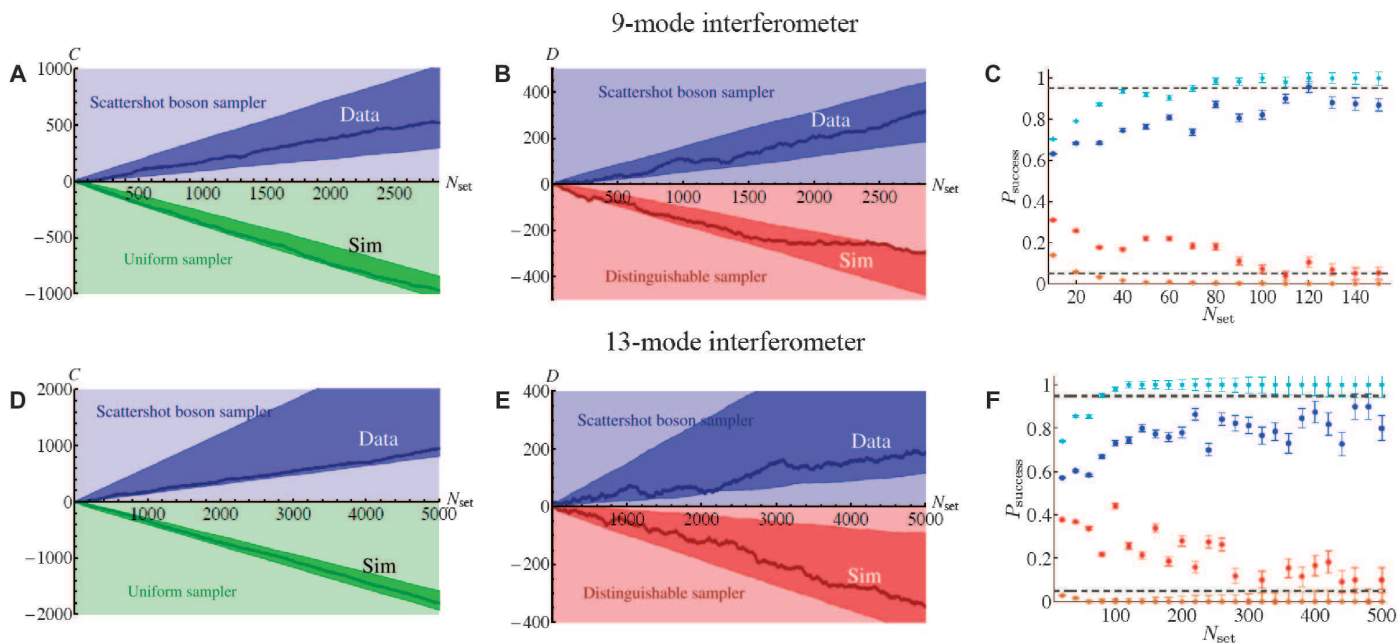 9-mode interferometer
A
C
1000
500
0
−500
−1000
Scattershot boson sampler
Data
N_set
500 1000 1500 2000 2500
Sim
Uniform sampler
B
D
400
200
0
−200
−400
Scattershot boson sampler
Data
N_set
500 1000 1500 2000 2500
Sim
Distinguishable sampler
C
1
0.8
0.6
0.4
0.2
0
P_success
20 40 60 80 100 120 140
N_set
13-mode interferometer
D
C
2000
1000
0
−1000
−2000
Scattershot boson sampler
Data
N_set
1000 2000 3000 4000 5000
Sim
Uniform sampler
E
D
400
200
0
−200
−400
Scattershot boson sampler
Data
N_set
1000 2000 3000 4000 5000
Sim
Distinguishable sampler
F
1
0.8
0.6
0.4
0.2
0
P_success
100 200 300 400 500
N_set